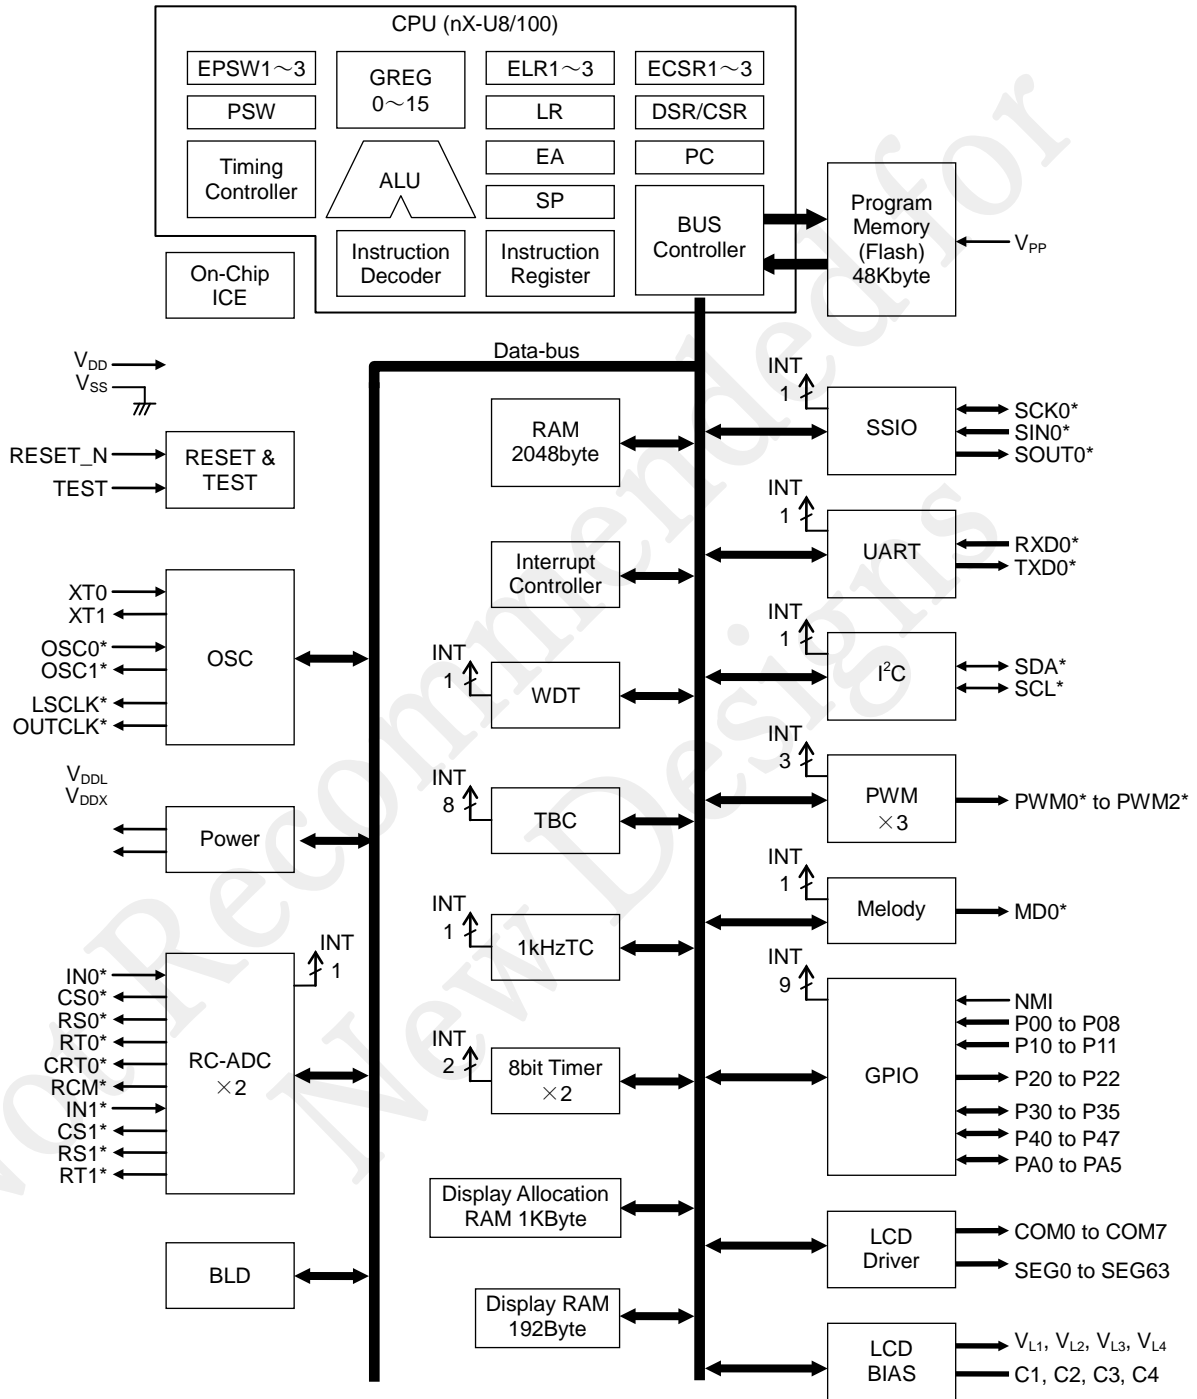 CPU (nX-U8/100)
EPSW1～3
GREG
0～15
ELR1～3
ECSR1～3
PSW
LR
DSR/CSR
Timing
Controller
ALU
EA
PC
SP
BUS
Controller
Instruction
Decoder
Instruction
Register
Program
Memory
(Flash)
48Kbyte
VPP
On-Chip
ICE
VDD
VSS
Data-bus
RESET_N
TEST
RESET &
TEST
RAM
2048byte
INT
1
SSIO
SCK0*
SIN0*
SOUT0*
Interrupt
Controller
INT
1
UART
RXD0*
TXD0*
XT0
XT1
OSC0*
OSC1*
LSCLK*
OUTCLK*
OSC
INT
1
WDT
INT
1
I²C
SDA*
SCL*
VDDL
VDDX
Power
INT
8
TBC
INT
3
PWM
×3
PWM0* to PWM2*
INT
1
Melody
MD0*
INT
1
1kHzTC
IN0*
CS0*
RS0*
RT0*
CRT0*
RCM*
IN1*
CS1*
RS1*
RT1*
INT
1
RC-ADC
×2
INT
2
8bit Timer
×2
INT
9
GPIO
NMI
P00 to P08
P10 to P11
P20 to P22
P30 to P35
P40 to P47
PA0 to PA5
Display Allocation
RAM 1KByte
LCD
Driver
COM0 to COM7
SEG0 to SEG63
BLD
Display RAM
192Byte
LCD
BIAS
VL1, VL2, VL3, VL4
C1, C2, C3, C4
Not Recommended for
New Designs